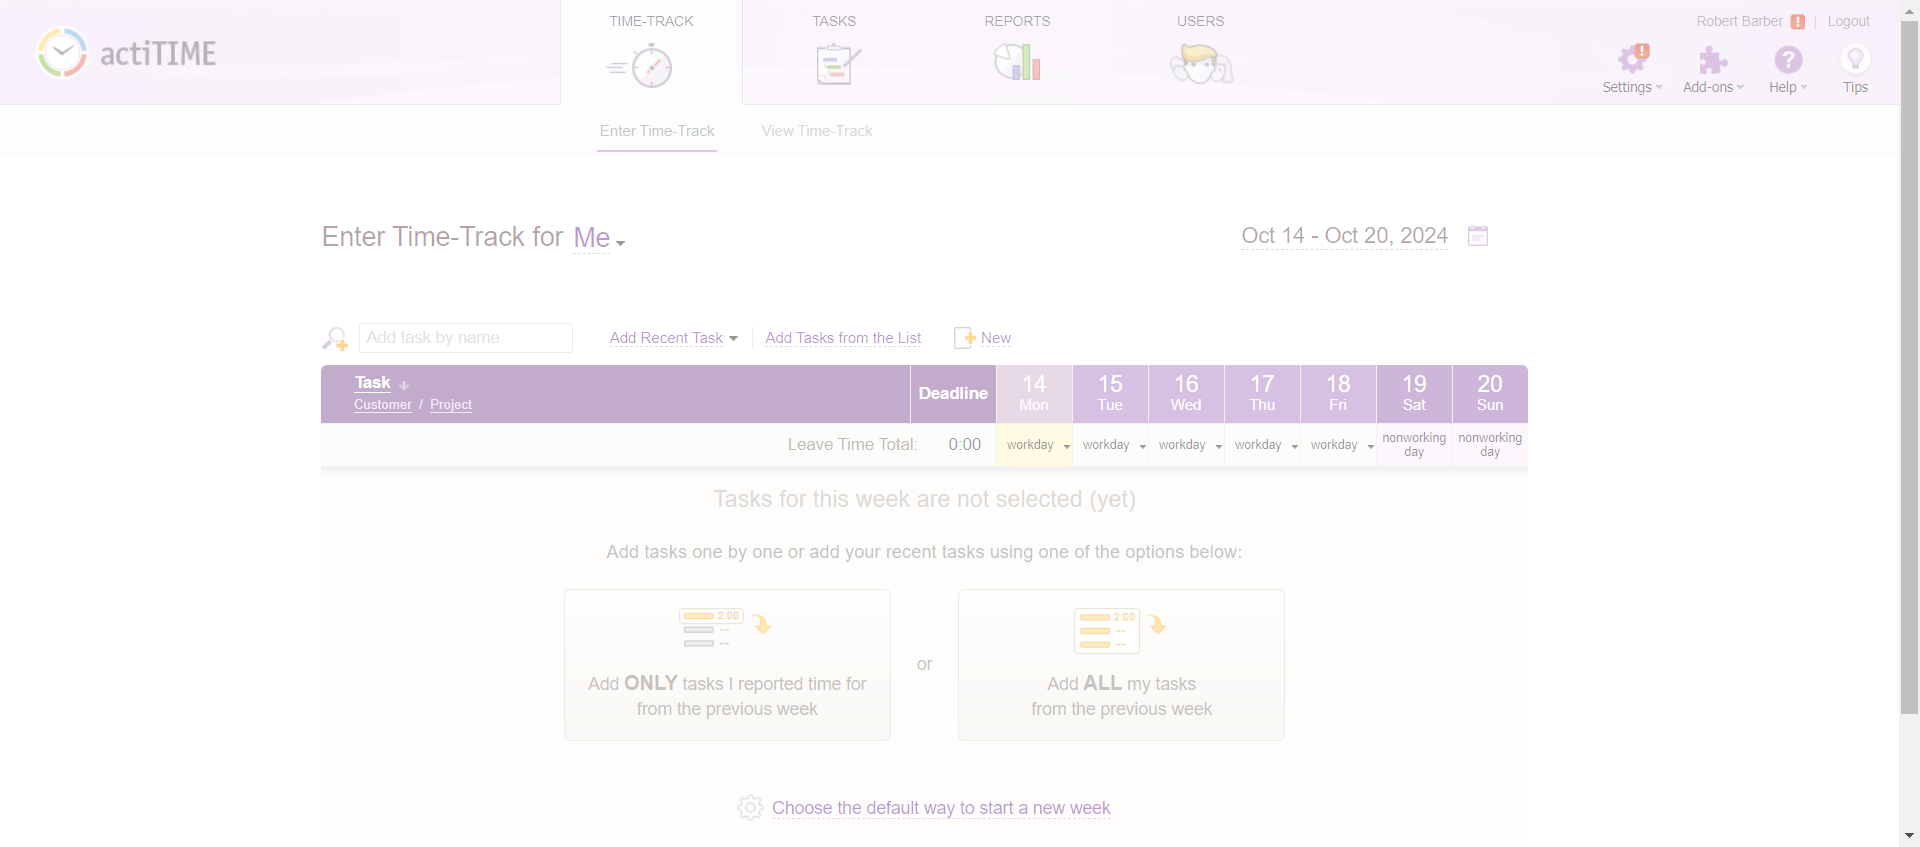 actiTIME
TIME-TRACK
TASKS
REPORTS
USERS
Robert Barber ! | Logout
Settings
Add-ons
Help
Tips
Enter Time-Track
View Time-Track
Enter Time-Track for Me
Oct 14 - Oct 20, 2024
Add task by name
Add Recent Task
Add Tasks from the List
New
Task
Customer / Project
Deadline
14
Mon
15
Tue
16
Wed
17
Thu
18
Fri
19
Sat
20
Sun
Leave Time Total: 0:00
workday
workday
workday
workday
workday
nonworking
day
nonworking
day
Tasks for this week are not selected (yet)
Add tasks one by one or add your recent tasks using one of the options below:
2:00
--
--
Add ONLY tasks I reported time for
from the previous week
or
2:00
--
--
Add ALL my tasks
from the previous week
Choose the default way to start a new week